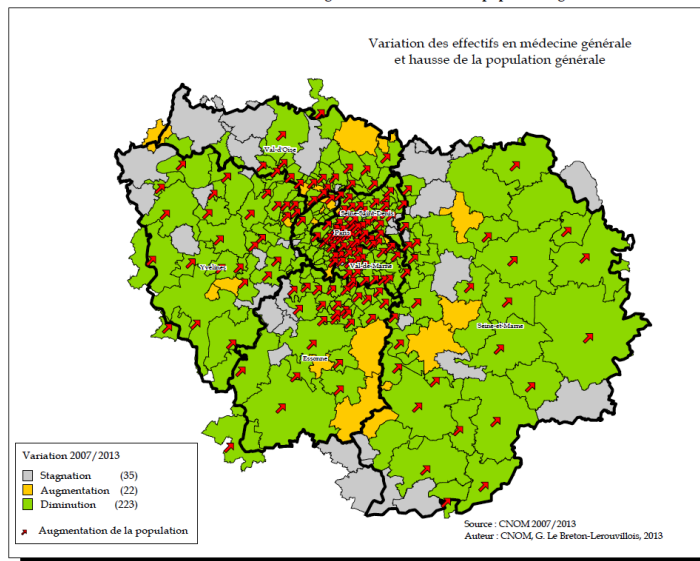 Variation des effectifs en médecine générale
et hausse de la population générale
Val-d'Oise
Seine-Saint-Denis
Paris
Val-de-Marne
Yvelines
Seine-et-Marne
Essonne
Variation 2007/2013
Stagnation (35)
Augmentation (22)
Diminution (223)
Augmentation de la population
Source : CNOM 2007/2013
Auteur : CNOM, G. Le Breton-Lerouvillois, 2013